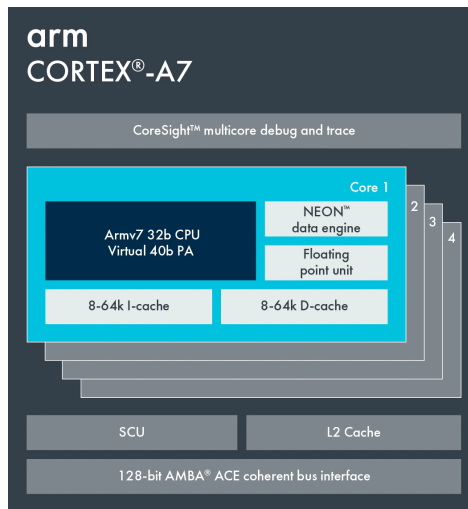 arm
CORTEX®-A7
CoreSight™ multicore debug and trace
Core 1
2
3
4
Armv7 32b CPU
Virtual 40b PA
NEON™
data engine
Floating
point unit
8-64k I-cache
8-64k D-cache
SCU
L2 Cache
128-bit AMBA® ACE coherent bus interface